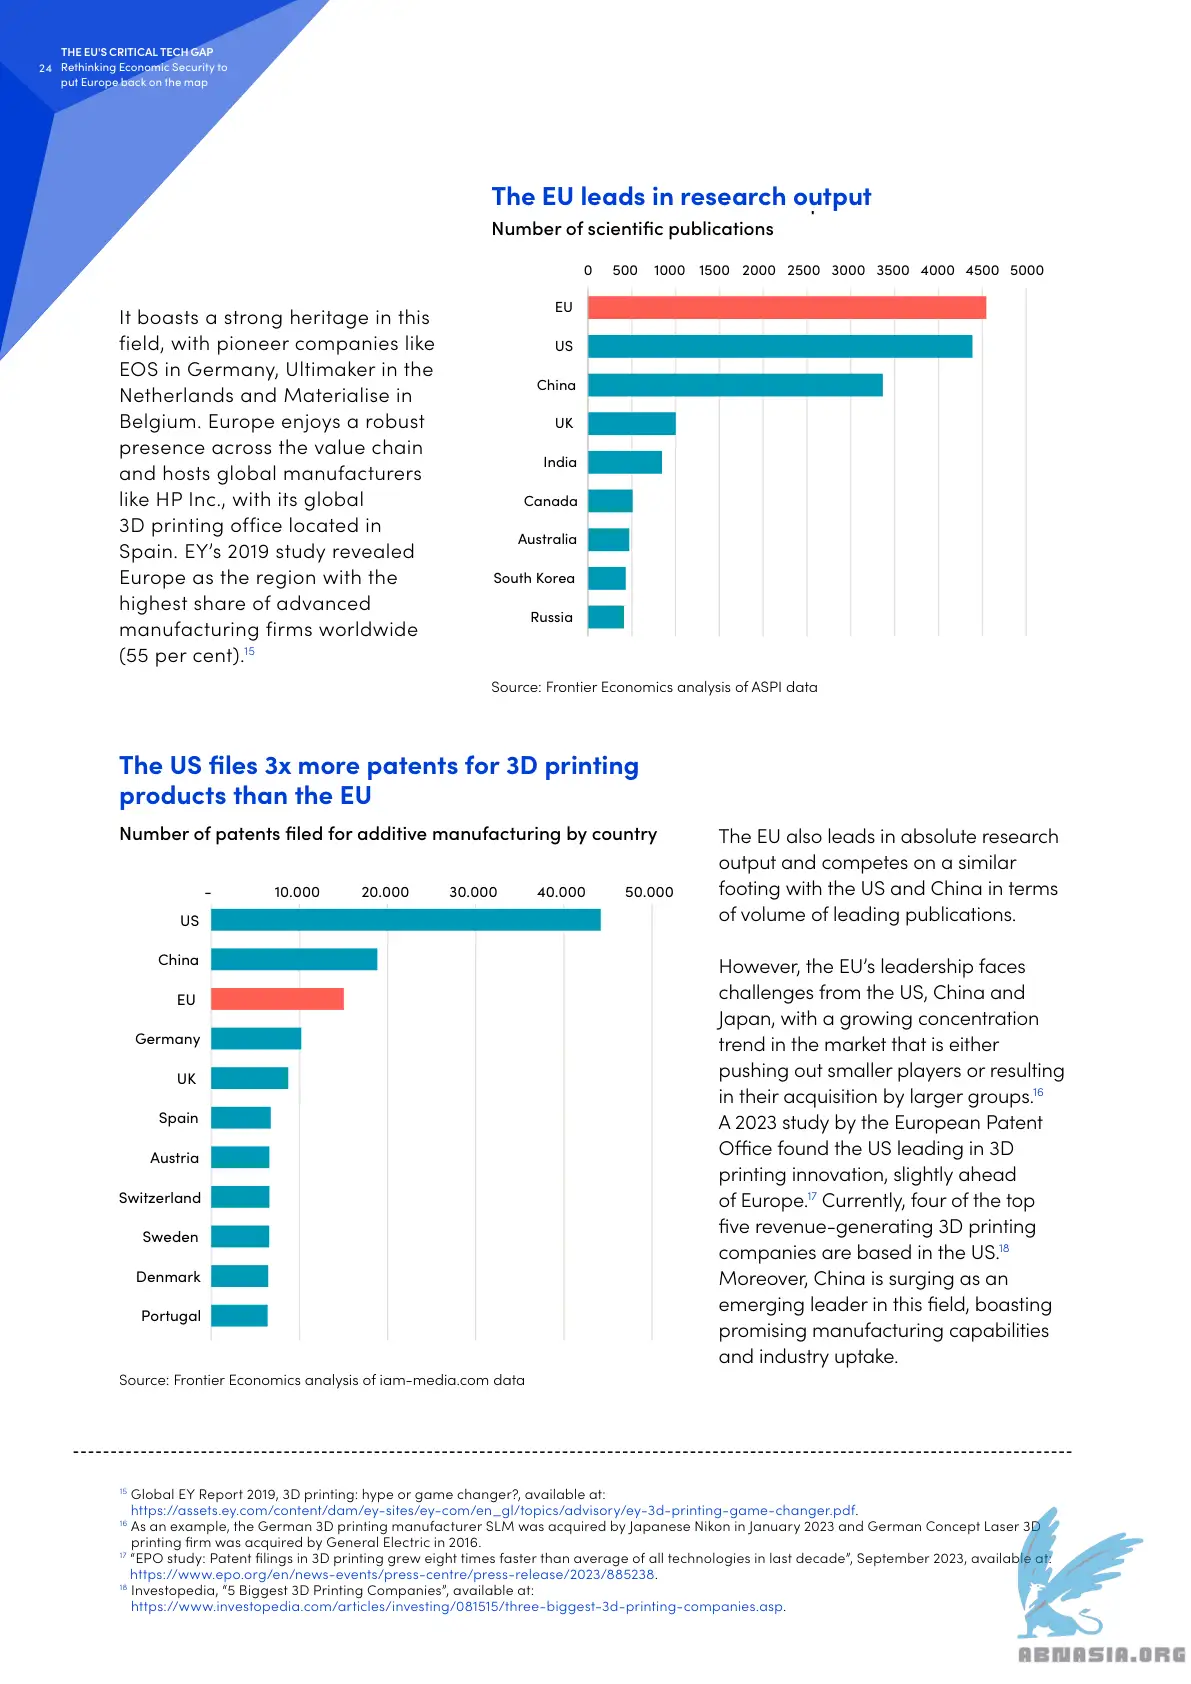 THE EU'S CRITICAL TECH GAP
24 Rethinking Economic Security to
put Europe back on the map
The EU leads in research output
Number of scientific publications
0 500 1000 1500 2000 2500 3000 3500 4000 4500 5000
EU
US
China
UK
India
Canada
Australia
South Korea
Russia
Source: Frontier Economics analysis of ASPI data
It boasts a strong heritage in this
field, with pioneer companies like
EOS in Germany, Ultimaker in the
Netherlands and Materialise in
Belgium. Europe enjoys a robust
presence across the value chain
and hosts global manufacturers
like HP Inc., with its global
3D printing office located in
Spain. EY's 2019 study revealed
Europe as the region with the
highest share of advanced
manufacturing firms worldwide
(55 per cent).15
The US files 3x more patents for 3D printing
products than the EU
Number of patents filed for additive manufacturing by country
- 10.000 20.000 30.000 40.000 50.000
US
China
EU
Germany
UK
Spain
Austria
Switzerland
Sweden
Denmark
Portugal
Source: Frontier Economics analysis of iam-media.com data
The EU also leads in absolute research
output and competes on a similar
footing with the US and China in terms
of volume of leading publications.
However, the EU's leadership faces
challenges from the US, China and
Japan, with a growing concentration
trend in the market that is either
pushing out smaller players or resulting
in their acquisition by larger groups.16
A 2023 study by the European Patent
Office found the US leading in 3D
printing innovation, slightly ahead
of Europe.17 Currently, four of the top
five revenue-generating 3D printing
companies are based in the US.18
Moreover, China is surging as an
emerging leader in this field, boasting
promising manufacturing capabilities
and industry uptake.
15 Global EY Report 2019, 3D printing: hype or game changer?, available at:
https://assets.ey.com/content/dam/ey-sites/ey-com/en_gl/topics/advisory/ey-3d-printing-game-changer.pdf.
16 As an example, the German 3D printing manufacturer SLM was acquired by Japanese Nikon in January 2023 and German Concept Laser 3D
printing firm was acquired by General Electric in 2016.
17 "EPO study: Patent filings in 3D printing grew eight times faster than average of all technologies in last decade", September 2023, available at:
https://www.epo.org/en/news-events/press-centre/press-release/2023/885238.
18 Investopedia, "5 Biggest 3D Printing Companies", available at:
https://www.investopedia.com/articles/investing/081515/three-biggest-3d-printing-companies.asp.
ABNASIA.ORG